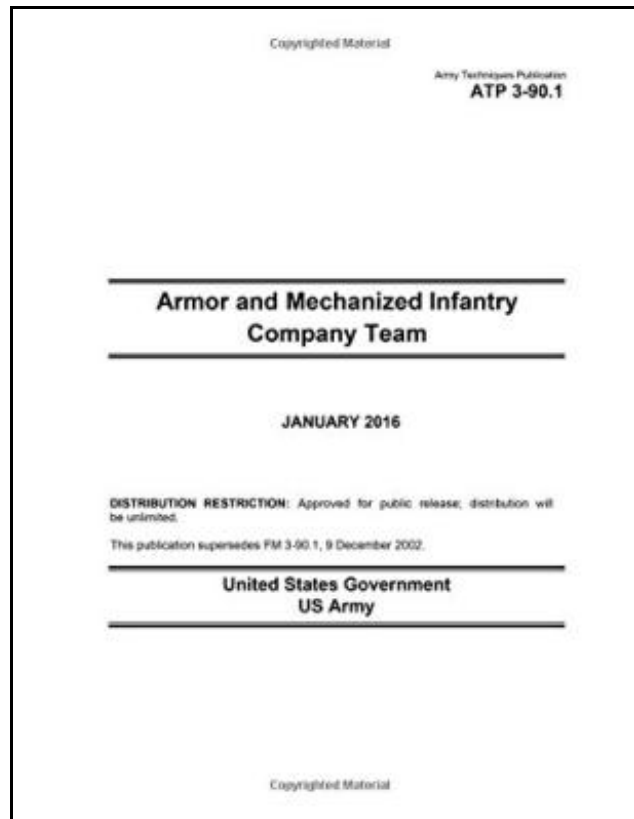 Copyrighted Material
Army Techniques Publication
ATP 3-90.1
Armor and Mechanized Infantry
Company Team
JANUARY 2016
DISTRIBUTION RESTRICTION: Approved for public release; distribution will
be unlimited.
This publication supersedes FM 3-90.1, 9 December 2002.
United States Government
US Army
Copyrighted Material